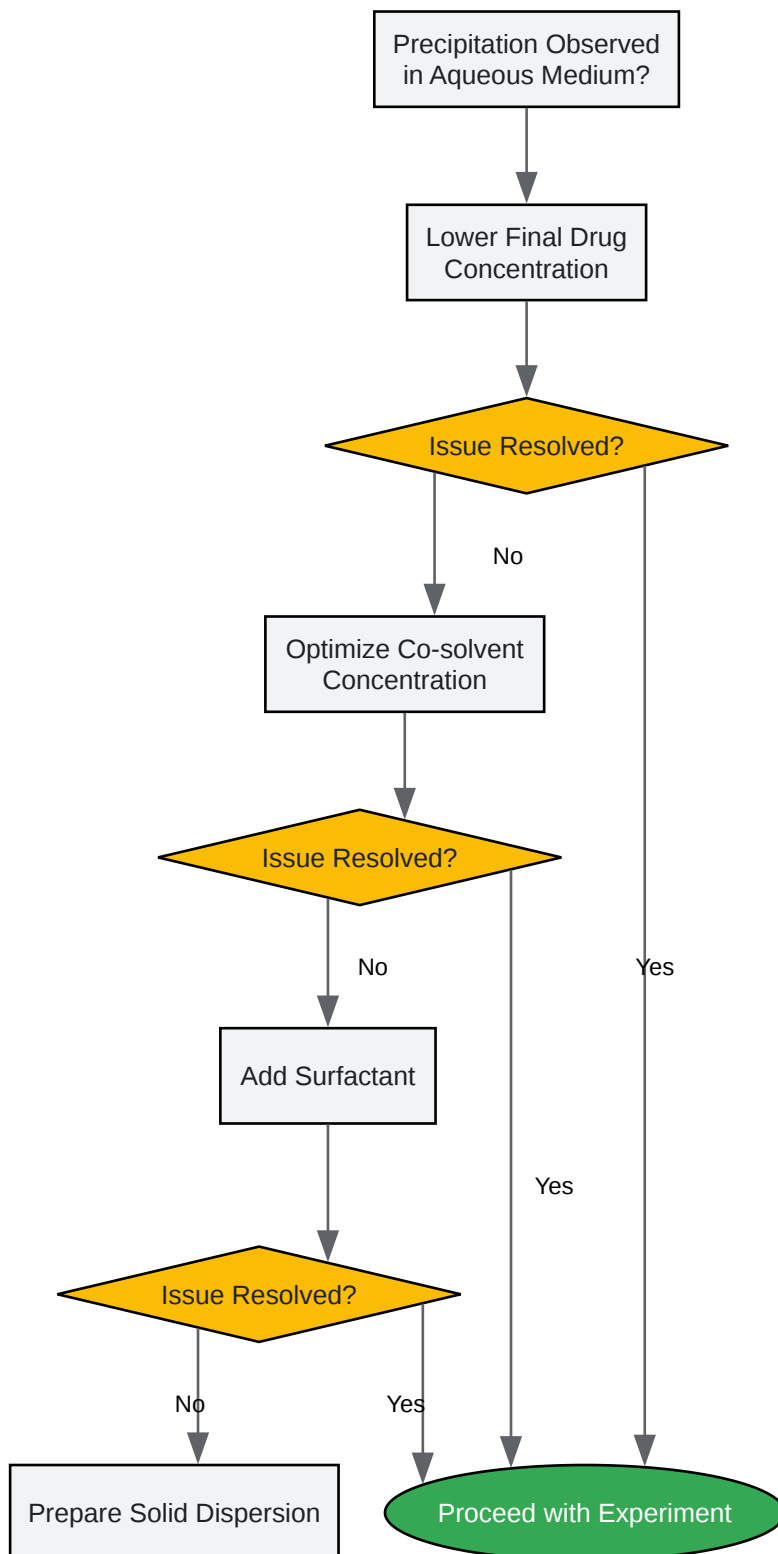 Precipitation Observed
in Aqueous Medium?
Lower Final Drug
Concentration
Issue Resolved?
No
Optimize Co-solvent
Concentration
Issue Resolved?
No
Yes
Add Surfactant
Yes
Issue Resolved?
No
Yes
Prepare Solid Dispersion
Proceed with Experiment